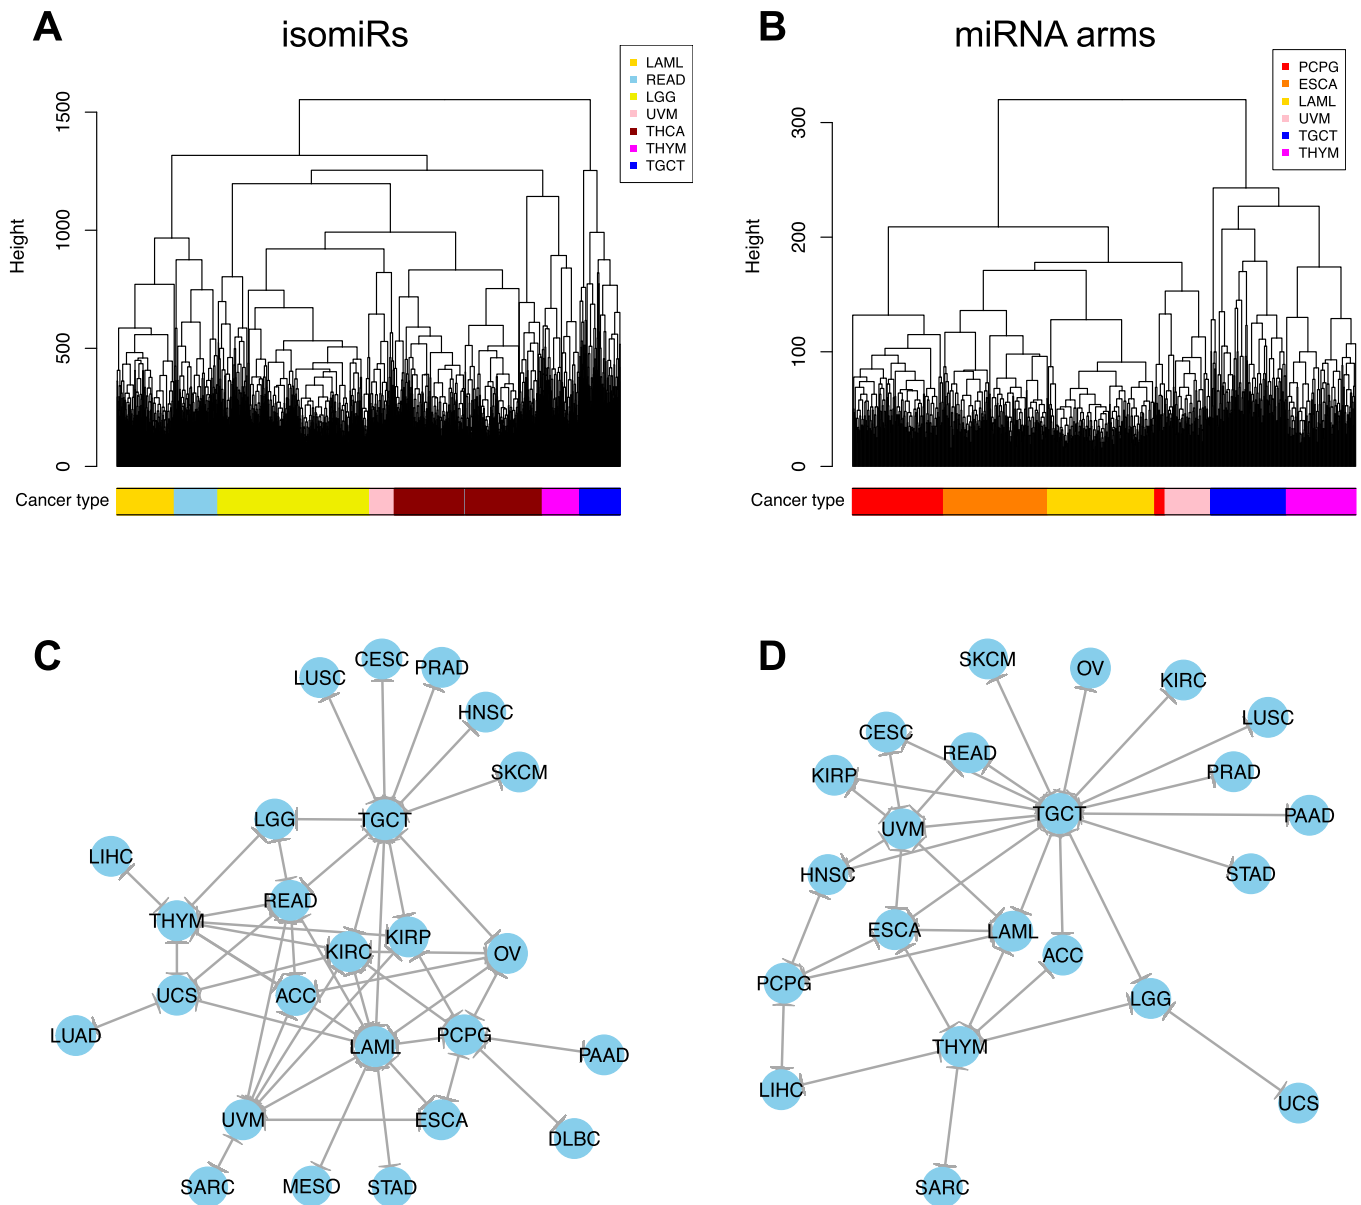 A
isomiRs
LAML
READ
LGG
UVM
THCA
THYM
TGCT
Height
0
500
1000
1500
Cancer type
B
miRNA arms
PCPG
ESCA
LAML
UVM
TGCT
THYM
Height
0
100
200
300
Cancer type
C
CESC
PRAD
LUSC
HNSC
SKCM
LGG
TGCT
LIHC
READ
THYM
KIRP
KIRC
OV
UCS
ACC
LUAD
LAML
PCPG
PAAD
UVM
ESCA
DLBC
SARC
MESO
STAD
D
SKCM
OV
KIRC
LUSC
CESC
READ
KIRP
PRAD
UVM
TGCT
PAAD
HNSC
STAD
ESCA
LAML
ACC
PCPG
LGG
THYM
LIHC
UCS
SARC